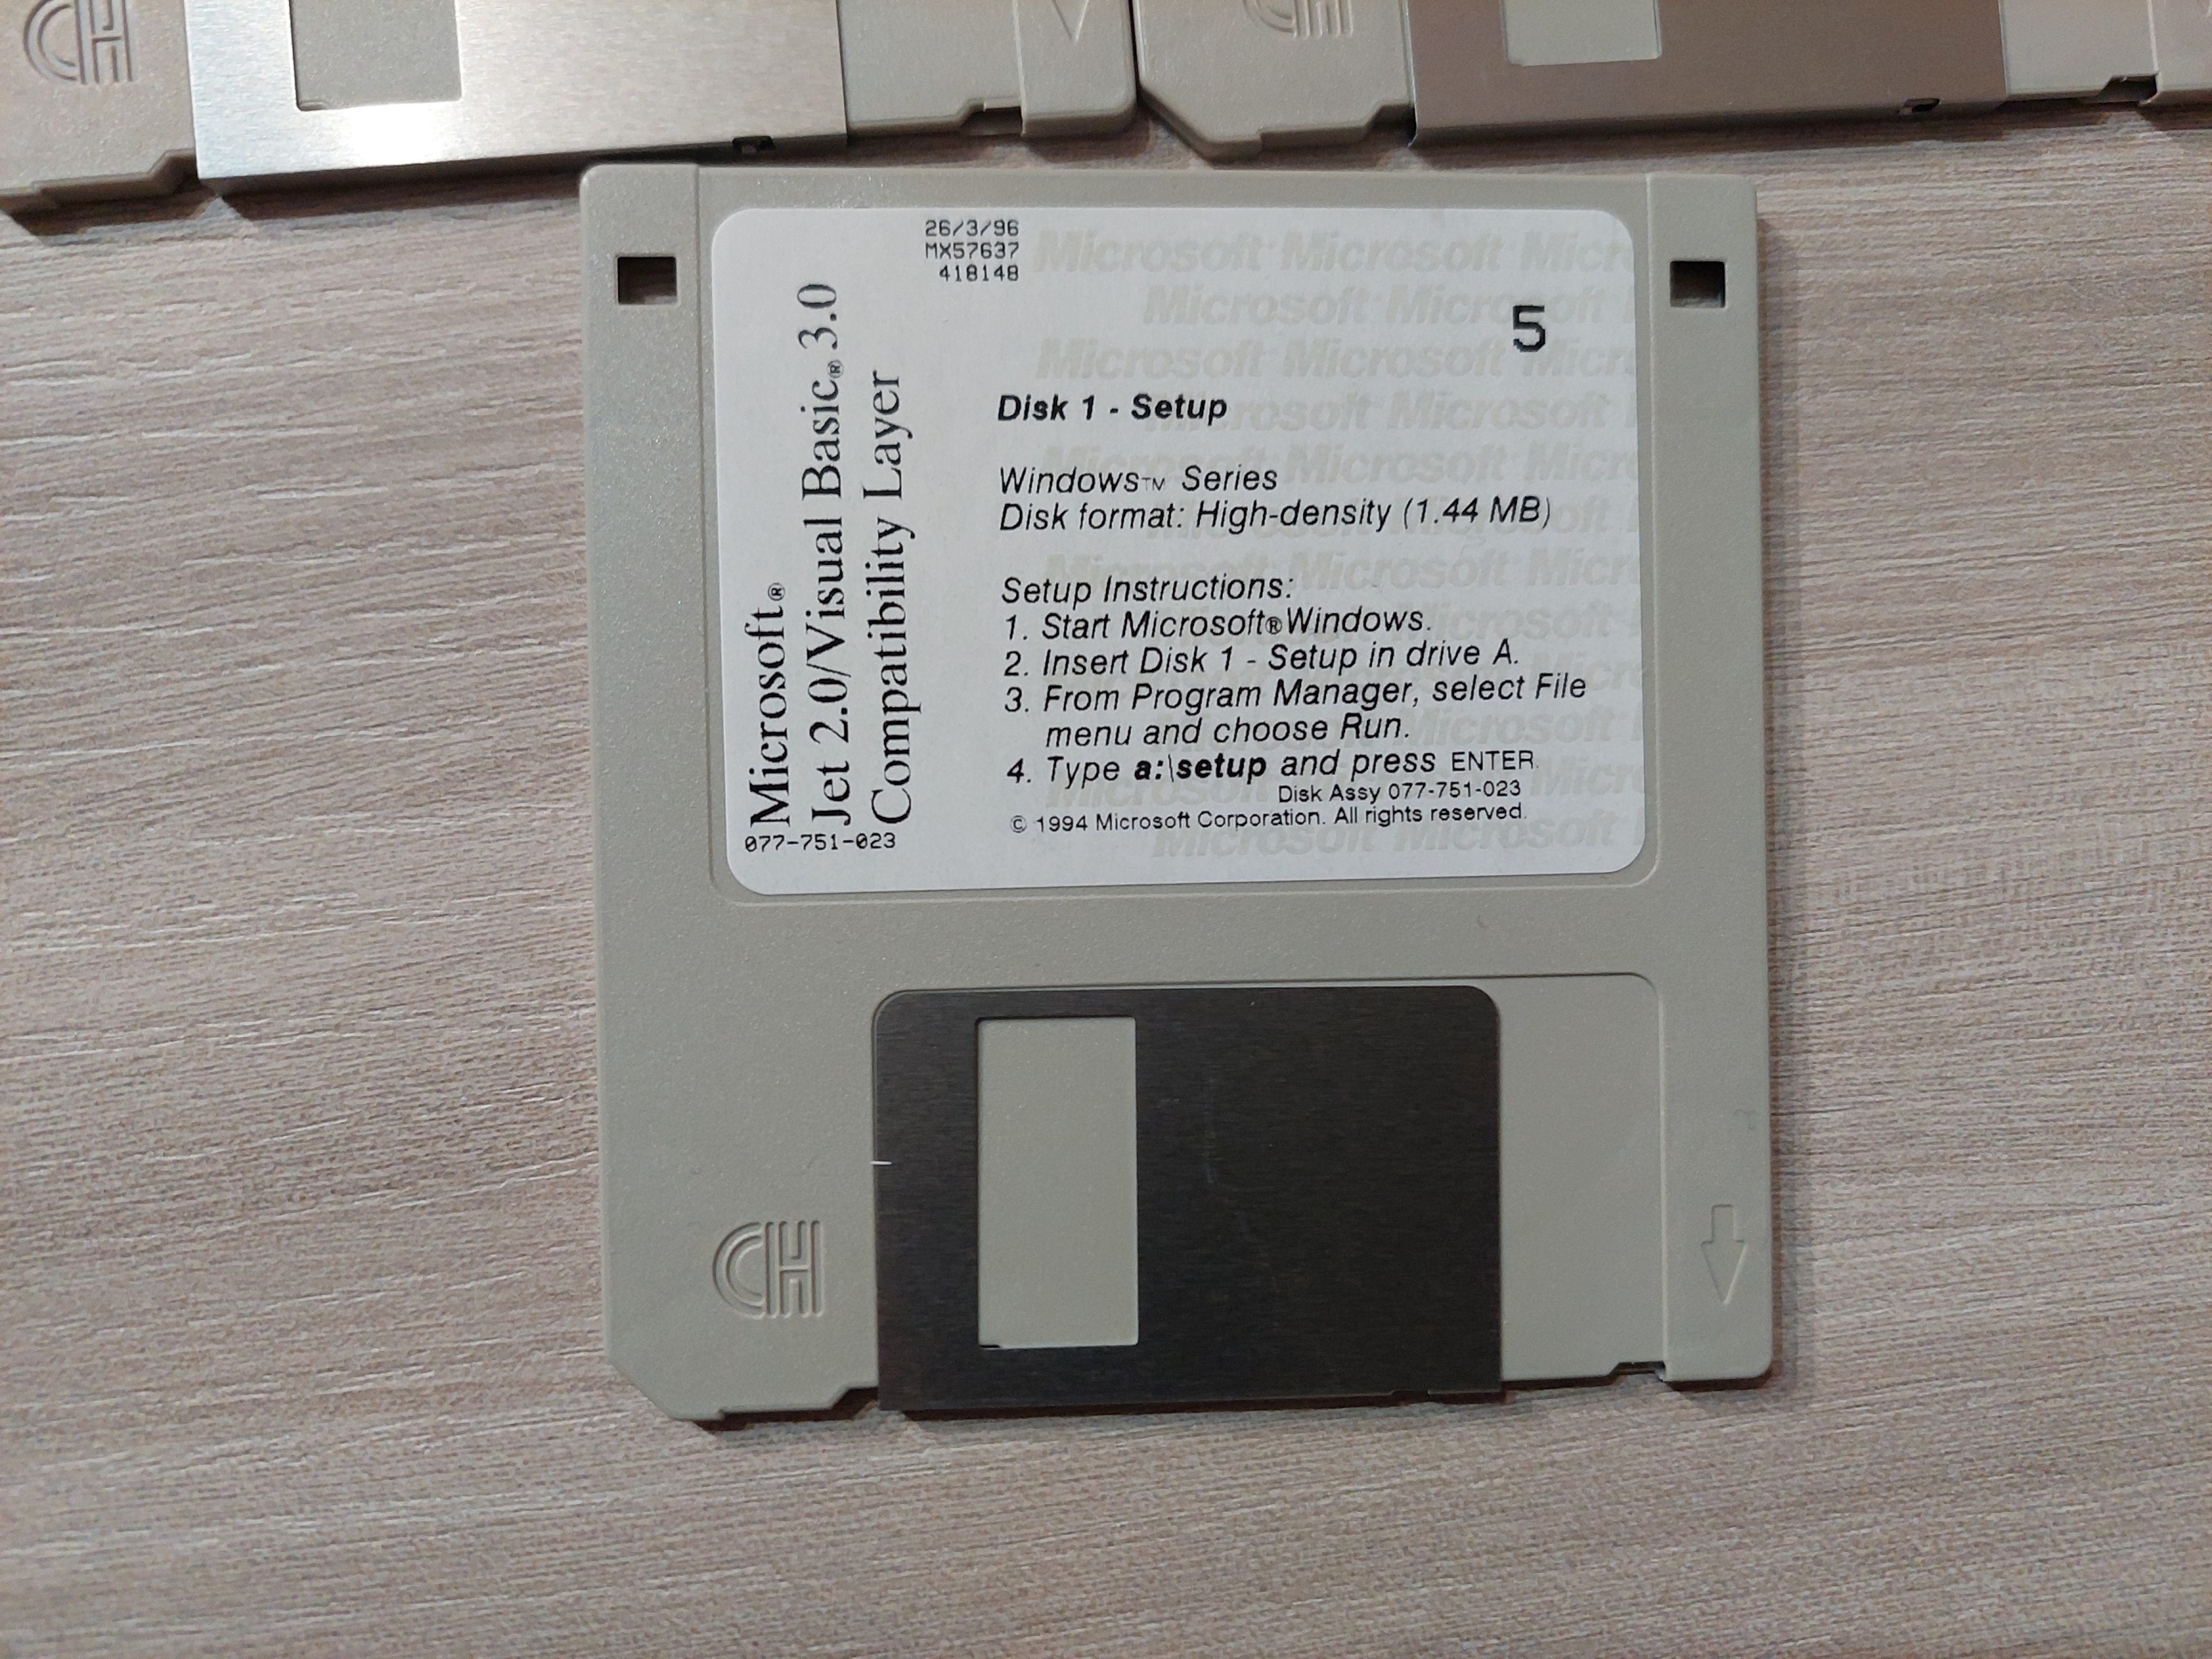 Microsoft®
Jet 2.0/Visual Basic® 3.0
Compatibility Layer
077-751-023
26/3/96
MX57637
418148
5
Disk 1 - Setup
Windows™ Series
Disk format: High-density (1.44 MB)
Setup Instructions:
1. Start Microsoft® Windows.
2. Insert Disk 1 - Setup in drive A.
3. From Program Manager, select File
menu and choose Run.
4. Type a:\setup and press ENTER.
Disk Assy 077-751-023
© 1994 Microsoft Corporation. All rights reserved.
CH